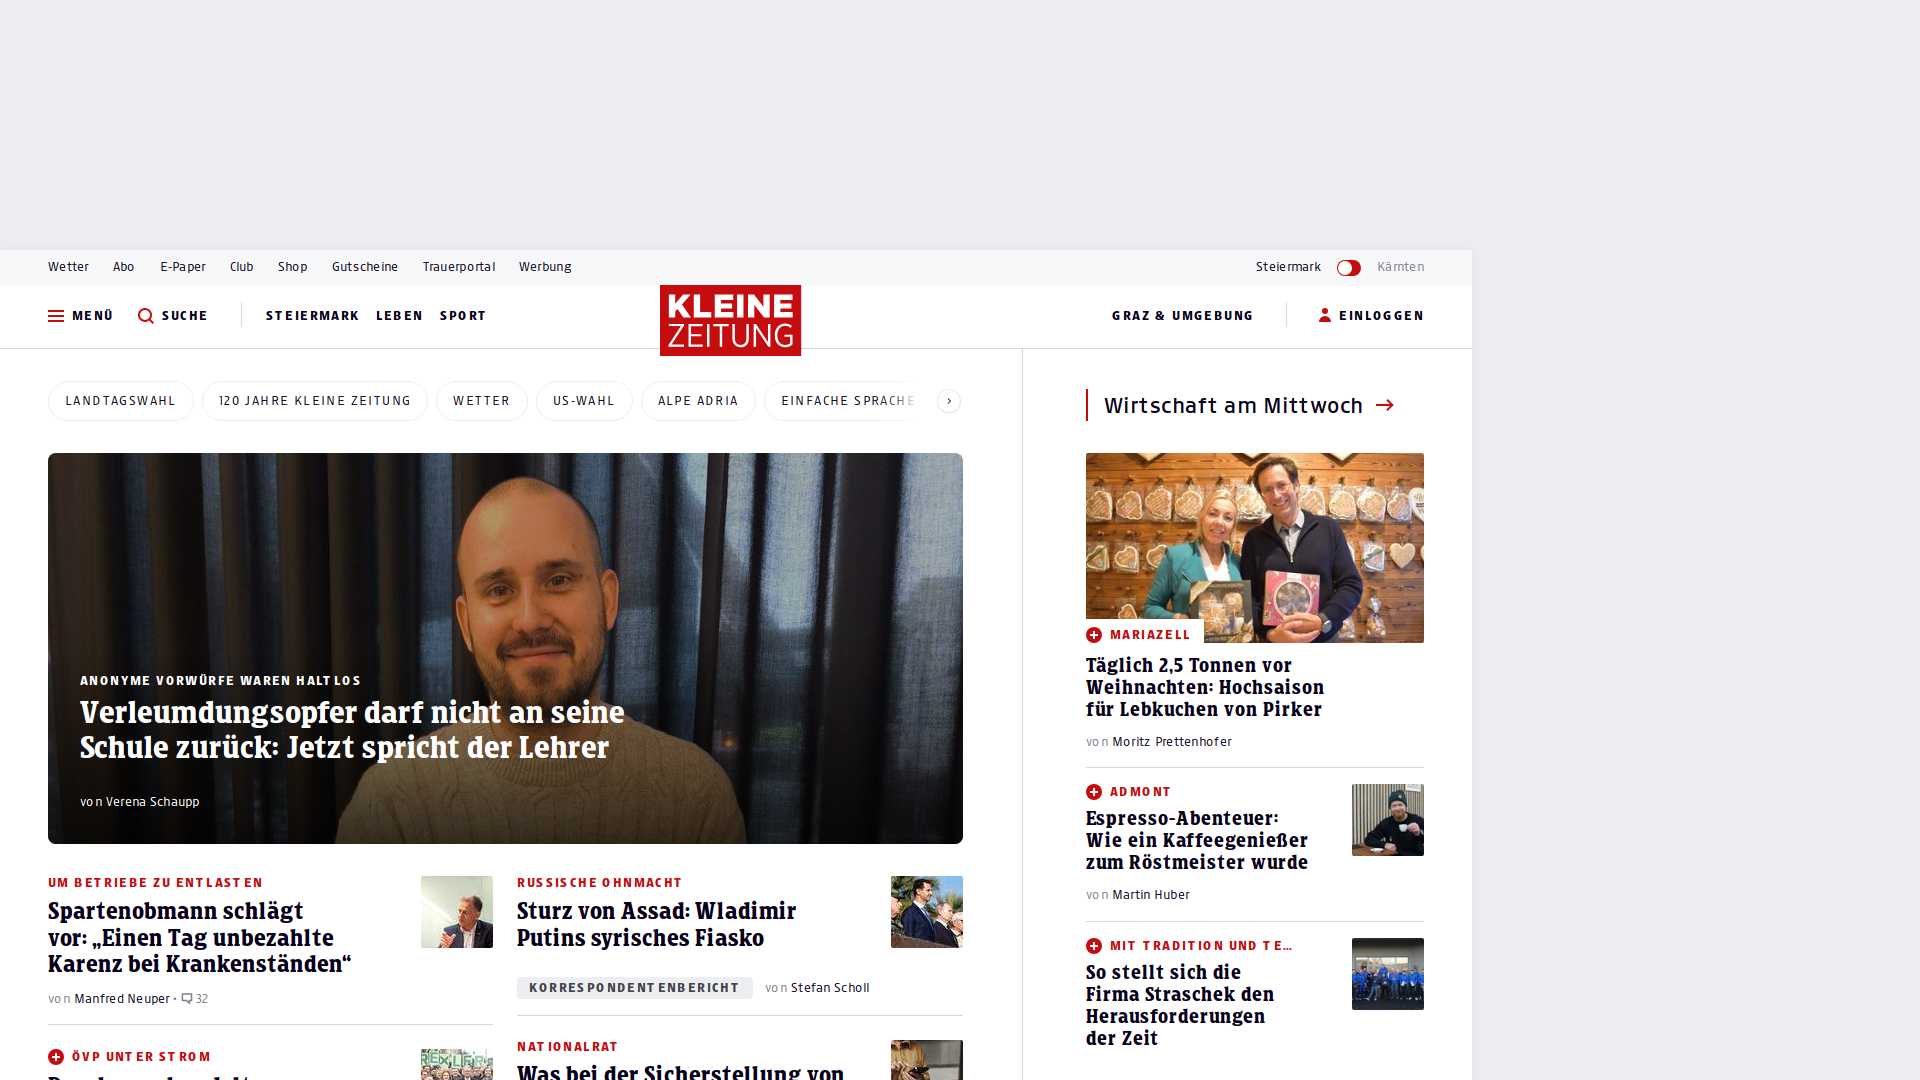 Wetter Abo E-Paper Club Shop Gutscheine Trauerportal Werbung
Steiermark Kärnten
MENÜ SUCHE STEIERMARK LEBEN SPORT
KLEINE
ZEITUNG
GRAZ & UMGEBUNG EINLOGGEN
LANDTAGSWAHL 120 JAHRE KLEINE ZEITUNG WETTER US-WAHL ALPE ADRIA EINFACHE SPRACHE
ANONYME VORWÜRFE WAREN HALTLOS
Verleumdungsopfer darf nicht an seine
Schule zurück: Jetzt spricht der Lehrer
von Verena Schaupp
UM BETRIEBE ZU ENTLASTEN
Spartenobmann schlägt
vor: „Einen Tag unbezahlte
Karenz bei Krankenständen“
von Manfred Neuper • 32
ÖVP UNTER STROM
RUSSISCHE OHNMACHT
Sturz von Assad: Wladimir
Putins syrisches Fiasko
KORRESPONDENTENBERICHT von Stefan Scholl
NATIONALRAT
Was bei der Sicherstellung von
Wirtschaft am Mittwoch
MARIAZELL
Täglich 2,5 Tonnen vor
Weihnachten: Hochsaison
für Lebkuchen von Pirker
von Moritz Prettenhofer
ADMONT
Espresso-Abenteuer:
Wie ein Kaffeegenießer
zum Röstmeister wurde
von Martin Huber
MIT TRADITION UND TE…
So stellt sich die
Firma Straschek den
Herausforderungen
der Zeit